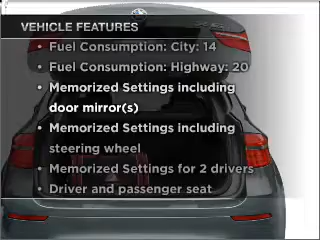 VEHICLE FEATURES
• Fuel Consumption: City: 14
• Fuel Consumption: Highway: 20
• Memorized Settings including
door mirror(s)
• Memorized Settings including
steering wheel
• Memorized Settings for 2 drivers
• Driver and passenger seat